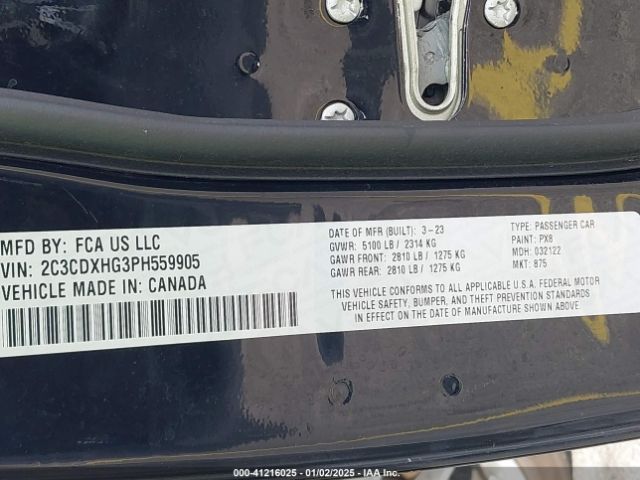 MFD BY: FCA US LLC
VIN: 2C3CDXHG3PH559905
VEHICLE MADE IN: CANADA
DATE OF MFR (BUILT): 3-23
GVWR: 5100 LB / 2314 KG
GAWR FRONT: 2810 LB / 1275 KG
GAWR REAR: 2810 LB / 1275 KG
TYPE: PASSENGER CAR
PAINT: PX8
MDH: 032122
MKT: 875
THIS VEHICLE CONFORMS TO ALL APPLICABLE U.S.A. FEDERAL MOTOR
VEHICLE SAFETY, BUMPER, AND THEFT PREVENTION STANDARDS
IN EFFECT ON THE DATE OF MANUFACTURE SHOWN ABOVE.
000-41216025 · 01/02/2025 · IAA Inc.